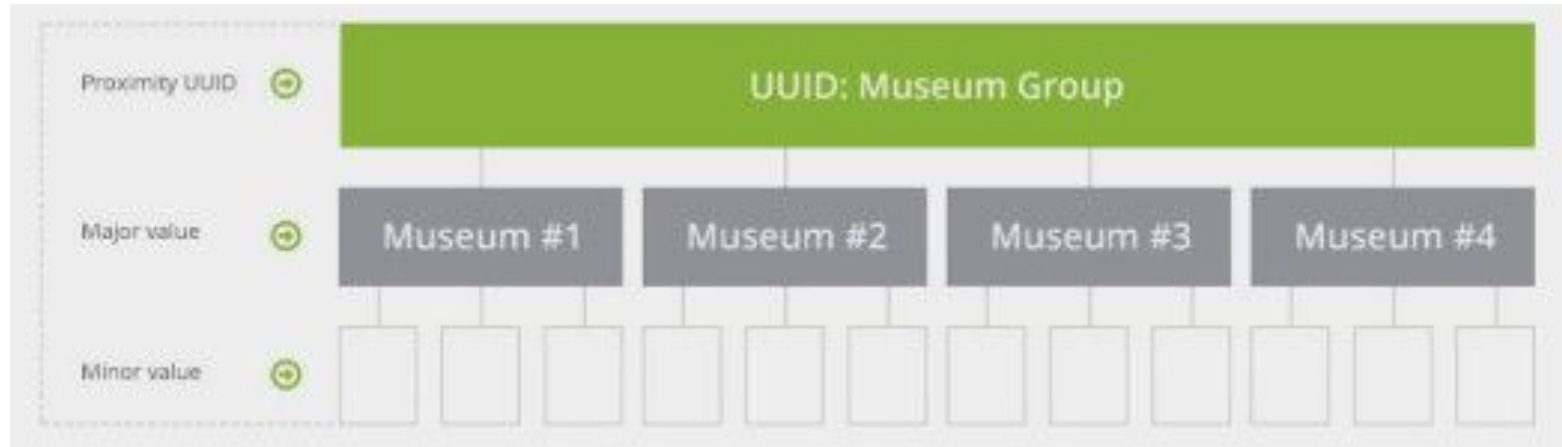 Proximity UUID
UUID: Museum Group
Major value
Museum #1
Museum #2
Museum #3
Museum #4
Minor value